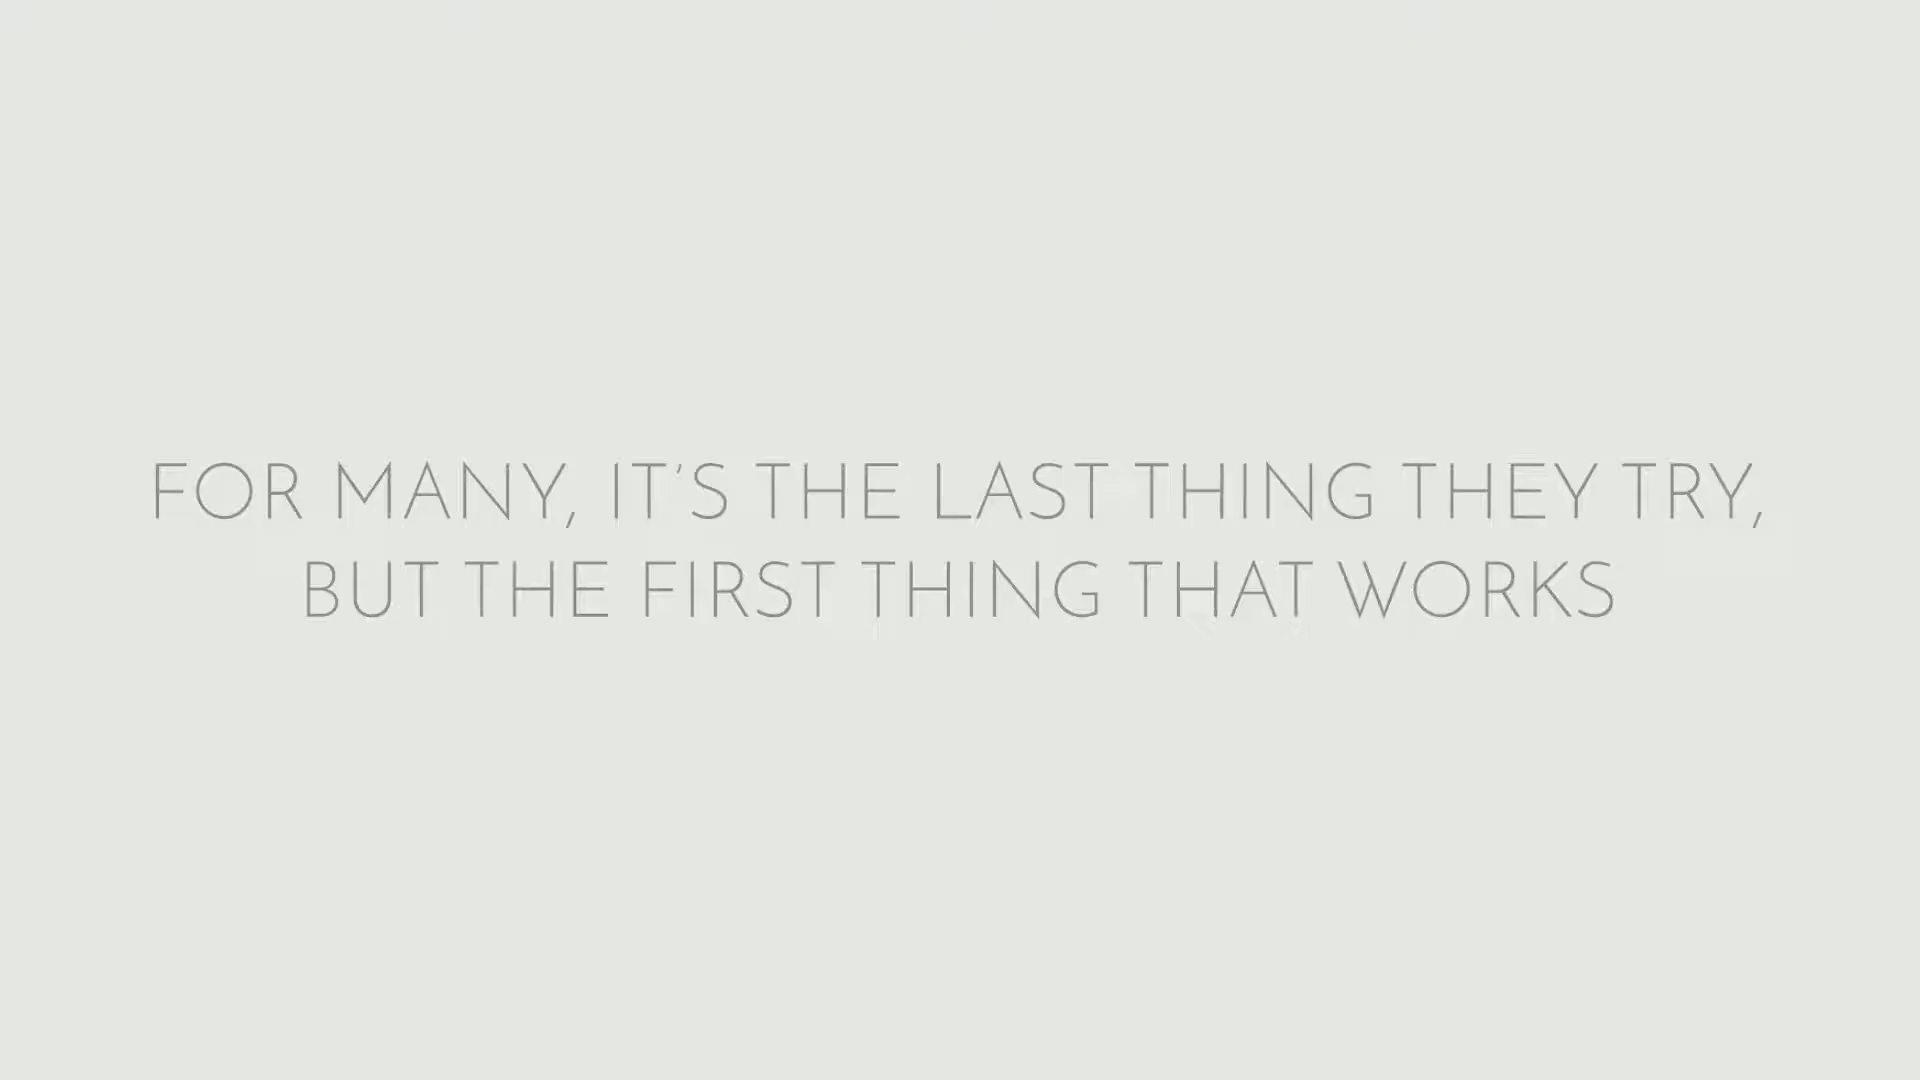 FOR MANY, IT'S THE LAST THING THEY TRY,
BUT THE FIRST THING THAT WORKS